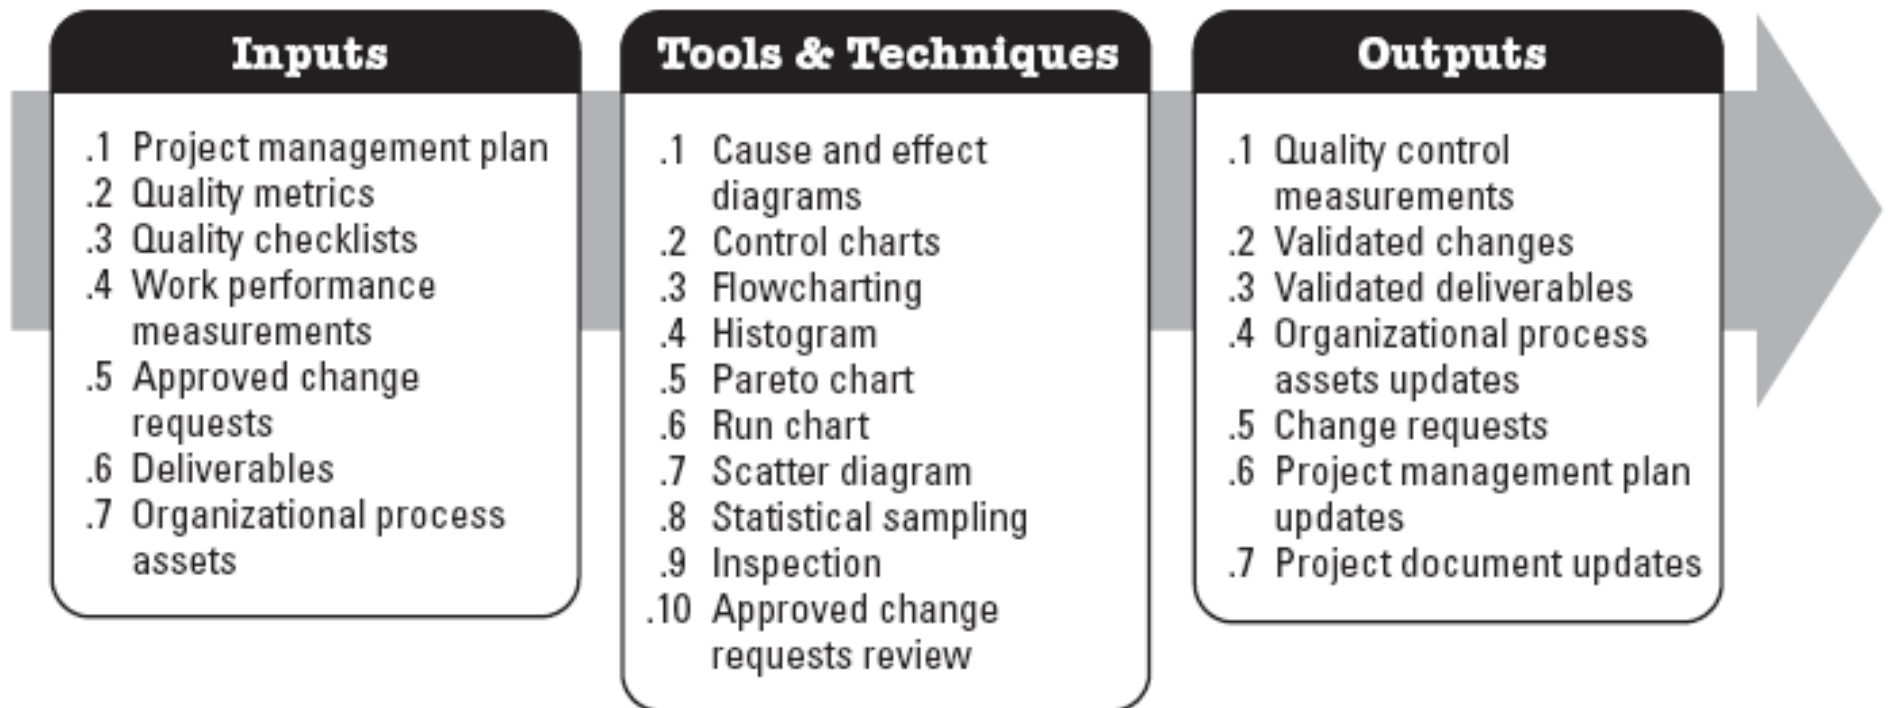 Inputs
.1 Project management plan
.2 Quality metrics
.3 Quality checklists
.4 Work performance
measurements
.5 Approved change
requests
.6 Deliverables
.7 Organizational process
assets
Tools & Techniques
.1 Cause and effect
diagrams
.2 Control charts
.3 Flowcharting
.4 Histogram
.5 Pareto chart
.6 Run chart
.7 Scatter diagram
.8 Statistical sampling
.9 Inspection
.10 Approved change
requests review
Outputs
.1 Quality control
measurements
.2 Validated changes
.3 Validated deliverables
.4 Organizational process
assets updates
.5 Change requests
.6 Project management plan
updates
.7 Project document updates